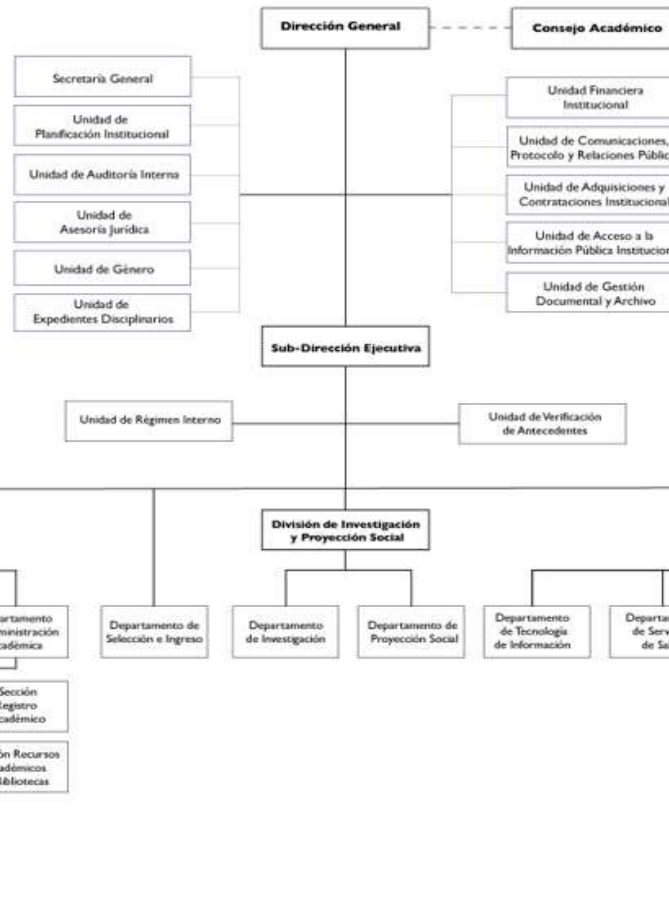 Dirección General
Consejo Académico
Secretaría General
Unidad de
Planificación Institucional
Unidad de Auditoría Interna
Unidad de
Asesoría Jurídica
Unidad de Género
Unidad de
Expedientes Disciplinarios
Unidad Financiera
Institucional
Unidad de Comunicaciones,
Protocolo y Relaciones
Unidad de Adquisiciones y
Contrataciones Institucional
Unidad de Acceso a la
Información Pública
Unidad de Gestión
Documental y Archivo
Sub-Dirección Ejecutiva
Unidad de Régimen Interno
Unidad de Verificación
de Antecedentes
División de Investigación
y Proyección Social
Departamento de
Selección e Ingreso
Departamento
de Investigación
Departamento de
Proyección Social
Departamento
de Tecnología
de Información
de
Sección
Recursos